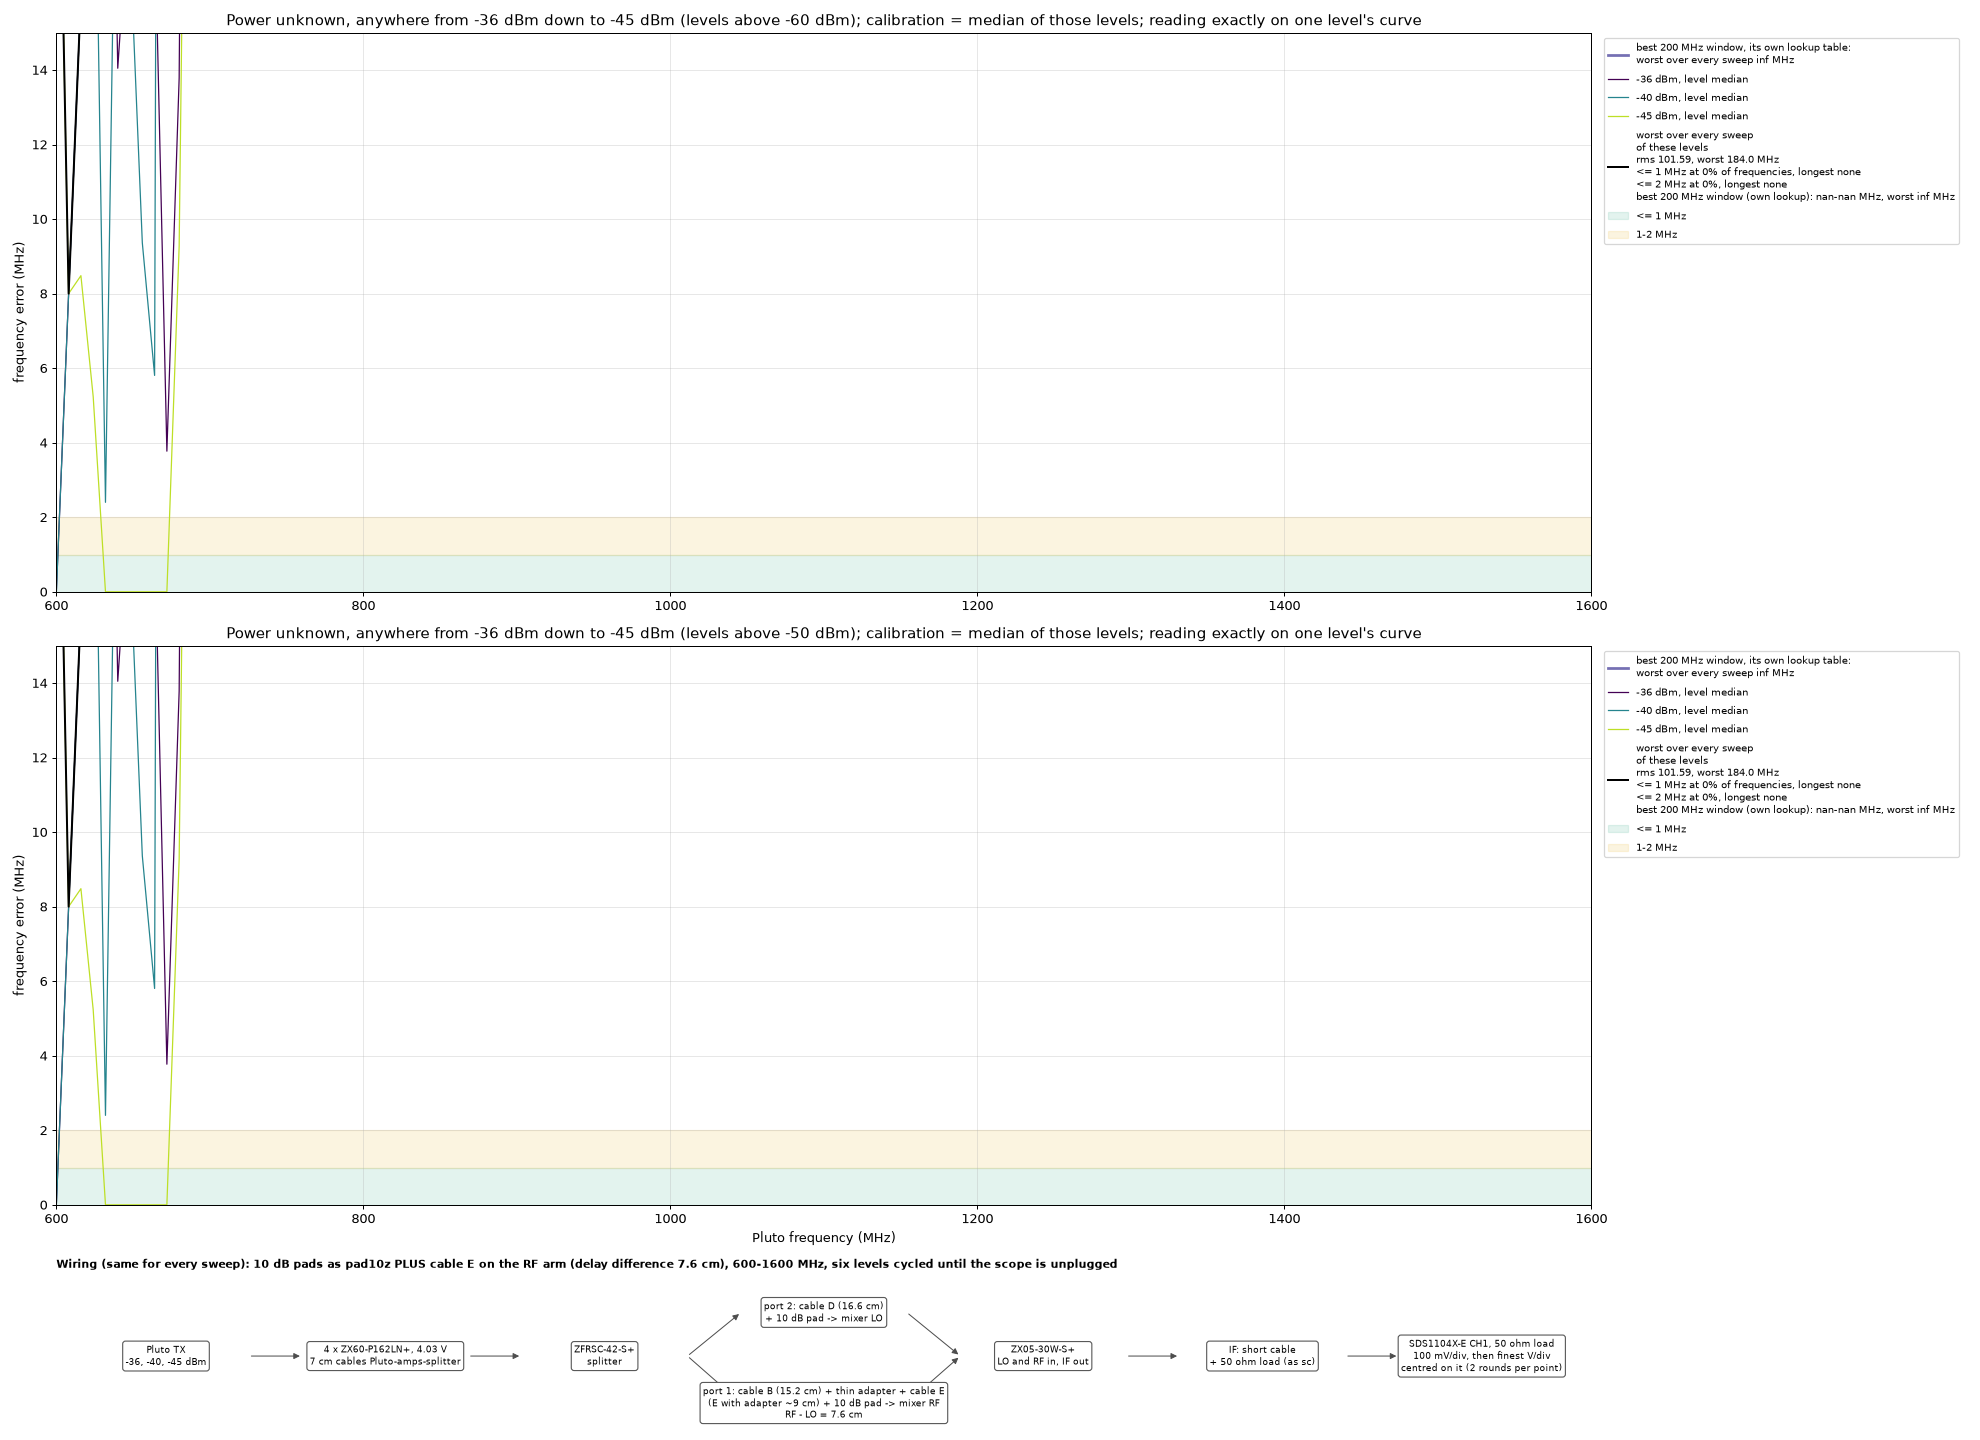 Power unknown, anywhere from -36 dBm down to -45 dBm (levels above -60 dBm); calibration = median of those levels; reading exactly on one level's curve
frequency error (MHz)
14
12
10
8
6
4
2
0
600
800
1000
1200
1400
1600
best 200 MHz window, its own lookup table:
worst over every sweep inf MHz
-36 dBm, level median
-40 dBm, level median
-45 dBm, level median
worst over every sweep
of these levels
rms 101.59, worst 184.0 MHz
<= 1 MHz at 0% of frequencies, longest none
<= 2 MHz at 0%, longest none
best 200 MHz window (own lookup): nan-nan MHz, worst inf MHz
<= 1 MHz
1-2 MHz
Power unknown, anywhere from -36 dBm down to -45 dBm (levels above -50 dBm); calibration = median of those levels; reading exactly on one level's curve
frequency error (MHz)
14
12
10
8
6
4
2
0
600
800
1000
1200
1400
1600
Pluto frequency (MHz)
best 200 MHz window, its own lookup table:
worst over every sweep inf MHz
-36 dBm, level median
-40 dBm, level median
-45 dBm, level median
worst over every sweep
of these levels
rms 101.59, worst 184.0 MHz
<= 1 MHz at 0% of frequencies, longest none
<= 2 MHz at 0%, longest none
best 200 MHz window (own lookup): nan-nan MHz, worst inf MHz
<= 1 MHz
1-2 MHz
Wiring (same for every sweep): 10 dB pads as pad10z PLUS cable E on the RF arm (delay difference 7.6 cm), 600-1600 MHz, six levels cycled until the scope is unplugged
Pluto TX
-36, -40, -45 dBm
4 x ZX60-P162LN+, 4.03 V
7 cm cables Pluto-amps-splitter
ZFRSC-42-S+
splitter
port 2: cable D (16.6 cm)
+ 10 dB pad -> mixer LO
port 1: cable B (15.2 cm) + thin adapter + cable E
(E with adapter ~9 cm) + 10 dB pad -> mixer RF
RF - LO = 7.6 cm
ZX05-30W-S+
LO and RF in, IF out
IF: short cable
+ 50 ohm load (as sc)
SDS1104X-E CH1, 50 ohm load
100 mV/div, then finest V/div
centred on it (2 rounds per point)